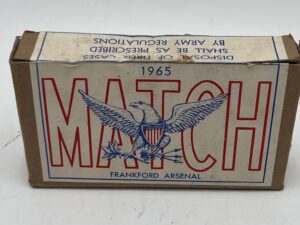 DISPOSAL OF FIRED CASES
SHALL BE AS PRESCRIBED
BY ARMY REGULATIONS
1965
MATCH
FRANKFORD ARSENAL